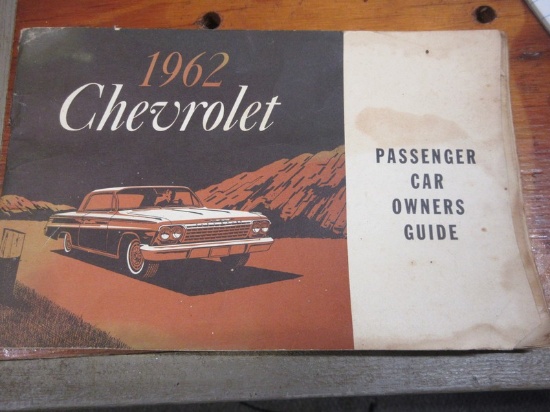 1962
Chevrolet
PASSENGER
CAR
OWNERS
GUIDE